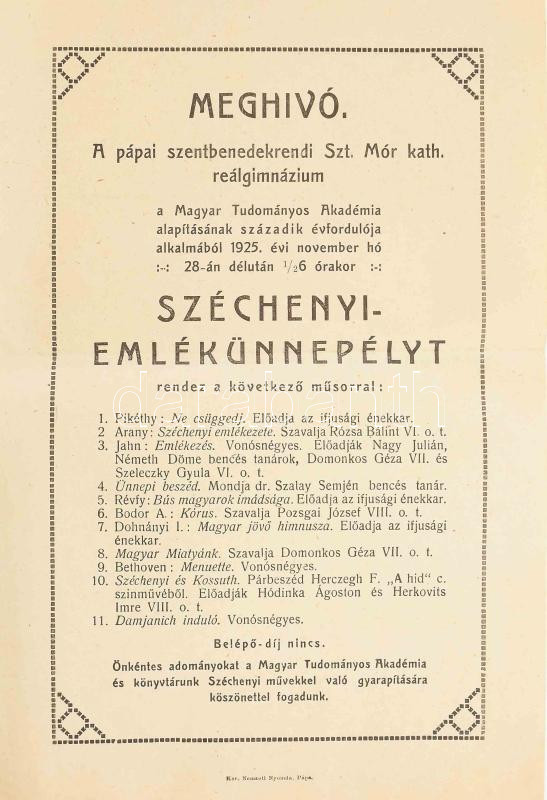 MEGHIVÓ.
A pápai szentbenedekrendi Szt. Mór kath.
reálgimnázium
a Magyar Tudományos Akadémia
alapításának századik évfordulója
alkalmából 1925. évi november hó
:-: 28-án délután 1/26 órakor :-:
SZÉCHENYI-
EMLÉKÜNNEPÉLYT
rendez a következő műsorral:
1. Pikéthy: Ne csüggedj. Előadja az ifjusági énekkar.
2 Arany: Széchenyi emlékezete. Szavalja Rózsa Bálint VI. o. t.
3. Jahn: Emlékezés. Vonósnégyes. Előadják Nagy Julián,
Németh Döme bencés tanárok, Domonkos Géza VII. és
Szeleczky Gyula VI. o. t.
4. Ünnepi beszéd. Mondja dr. Szalay Semjén bencés tanár.
5. Révfy: Bús magyarok imádsága. Előadja az ifjusági énekkar.
6. Bodor A.: Kórus. Szavalja Pozsgai József VIII. o. t.
7. Dohnányi I.: Magyar jövő himnusza. Előadja az ifjusági
énekkar.
8. Magyar Miatyánk. Szavalja Domonkos Géza VII. o. t.
9. Bethoven: Menuette. Vonósnégyes.
10. Széchenyi és Kossuth. Párbeszéd Herczegh F. „A hid" c.
szinművéből. Előadják Hódinka Ágoston és Herkovits
Imre VIII. o. t.
11. Damjanich induló. Vonósnégyes.
Belépő-díj nincs.
Önkéntes adományokat a Magyar Tudományos Akadémia
és könyvtárunk Széchenyi művekkel való gyarapítására
köszönettel fogadunk.
Ker. Nemzeti Nyomda, Pápa.
darabanth